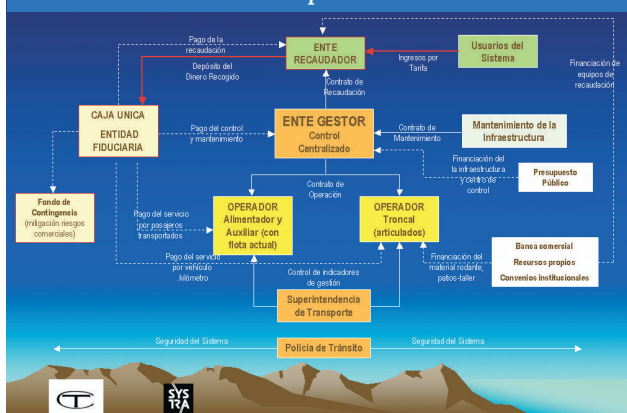 Pago de la
recaudación
ENTE
RECAUDADOR
Usuarios del
Sistema
Ingresos por
Tarifa
Depósito del
Dinero Recogido
Financiación de
equipos de
recaudación
Contrato de
Recaudación
CAJA UNICA
ENTIDAD
FIDUCIARIA
Pago del control
y mantenimiento
ENTE GESTOR
Control
Centralizado
Contrato de
Mantenimiento
Mantenimiento de la
Infraestructura
Financiación del
la infraestructura
y centro de
control
Presupuesto
Público
Contrato de
Operación
Fondo de
Contingencia
(mitigación riesgos
comerciales)
Pago del servicio
por pasajeros
transportados
OPERADOR
Alimentador y
Auxiliar (con
flota actual)
OPERADOR
Troncal
(articulados)
Pago del servicio
por vehículo
kilómetro
Control de indicadores
de gestión
Financiación del
material rodante,
patios-taller
Banca comercial
Recursos propios
Convenios institucionales
Superintendencia
de Transporte
Seguridad del Sistema
Policía de Tránsito
Seguridad del Sistema
SYS
TRA